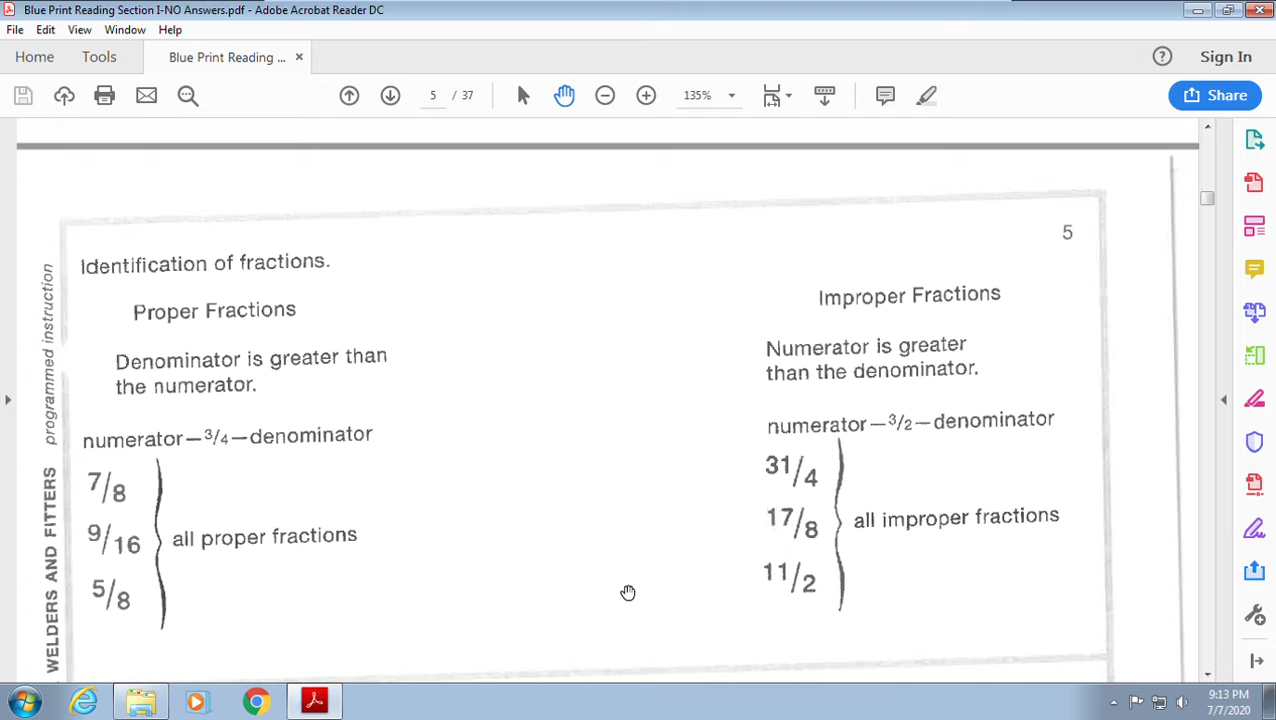 Blue Print Reading Section I-NO Answers.pdf - Adobe Acrobat Reader DC
File Edit View Window Help
Home Tools Blue Print Reading ... × Sign In
5 / 37 135% Share
5
Identification of fractions.
Proper Fractions
Improper Fractions
Denominator is greater than
the numerator.
Numerator is greater
than the denominator.
numerator—3/4—denominator
numerator—3/2—denominator
7/8
9/16
5/8
all proper fractions
31/4
17/8
11/2
all improper fractions
WELDERS AND FITTERS programmed instruction
9:13 PM
7/7/2020